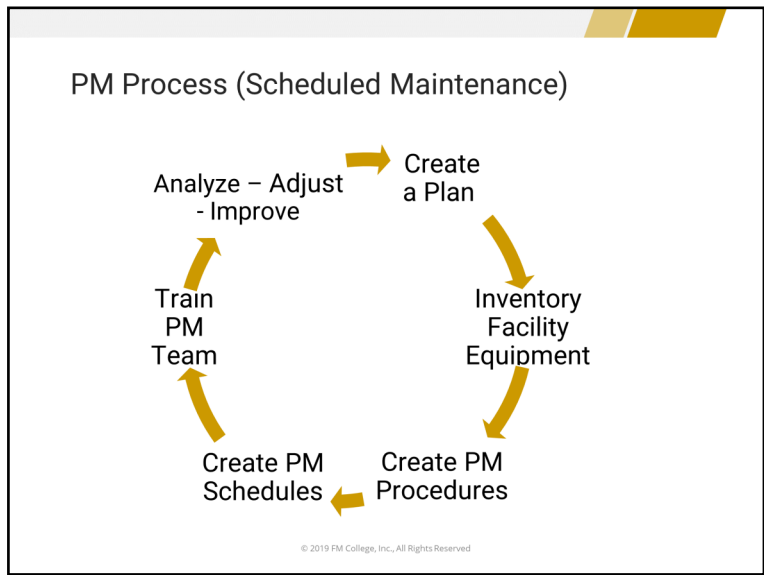 PM Process (Scheduled Maintenance)
Create
a Plan
Inventory
Facility
Equipment
Create PM
Procedures
Create PM
Schedules
Train
PM
Team
Analyze – Adjust
- Improve
© 2019 FM College, Inc., All Rights Reserved